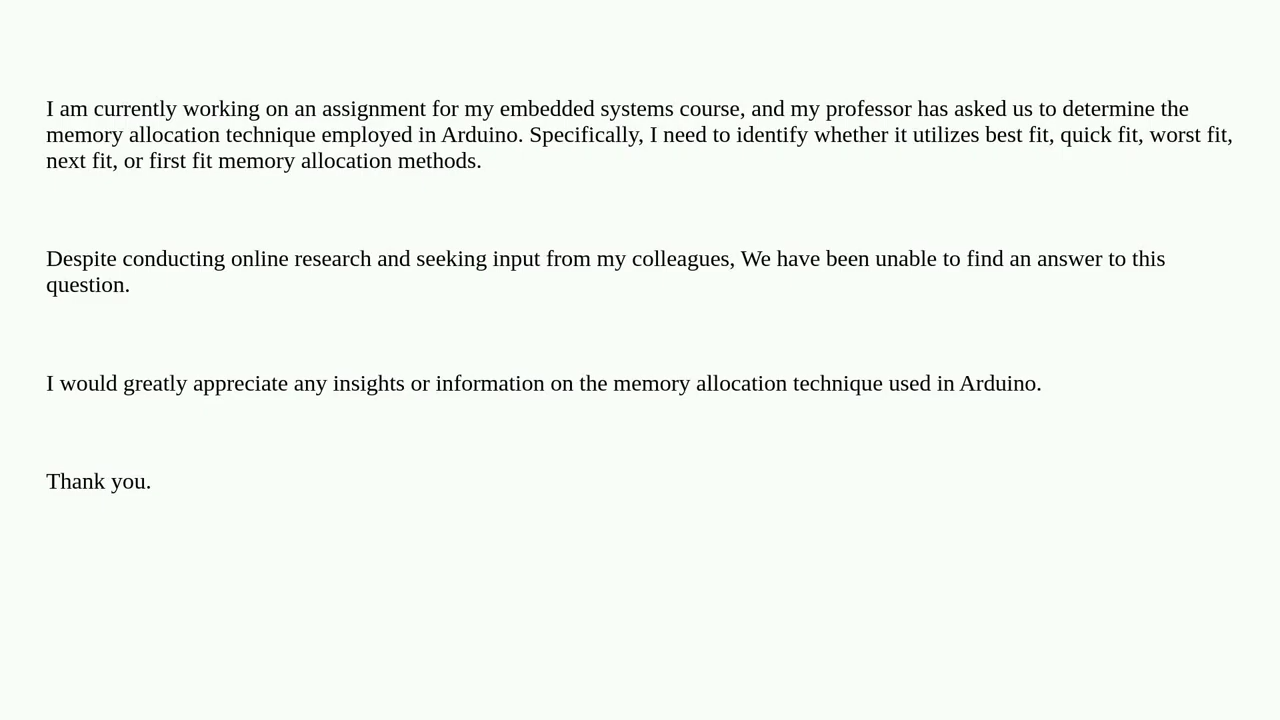 I am currently working on an assignment for my embedded systems course, and my professor has asked us to determine the
memory allocation technique employed in Arduino. Specifically, I need to identify whether it utilizes best fit, quick fit, worst fit,
next fit, or first fit memory allocation methods.
Despite conducting online research and seeking input from my colleagues, We have been unable to find an answer to this
question.
I would greatly appreciate any insights or information on the memory allocation technique used in Arduino.
Thank you.